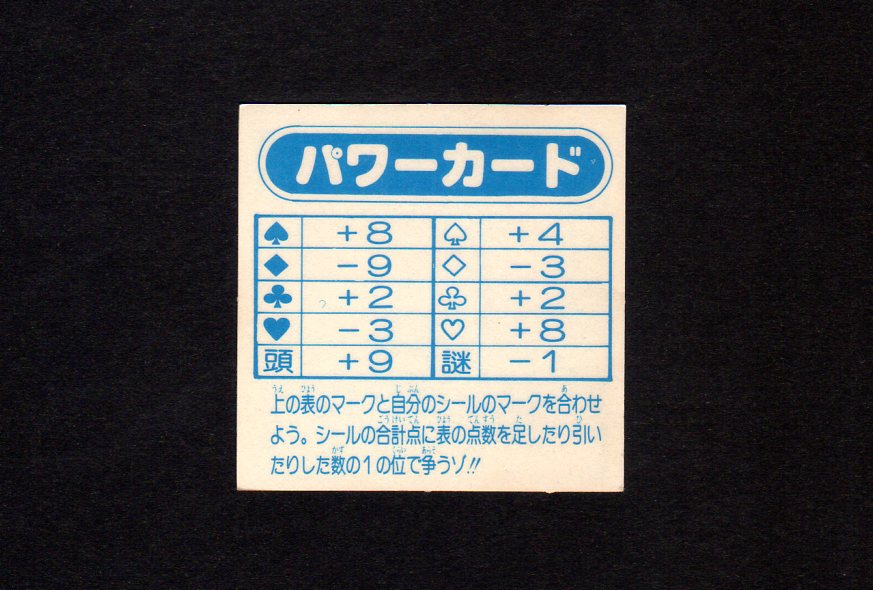 パワーカード
♠ +8 ♤ +4
♦ −9 ♢ −3
♣ +2 ♧ +2
♥ −3 ♡ +8
頭 +9 謎 −1
上の表のマークと自分のシールのマークを合わせ
よう。シールの合計点に表の点数を足したり引い
たりした数の1の位で争うゾ!!